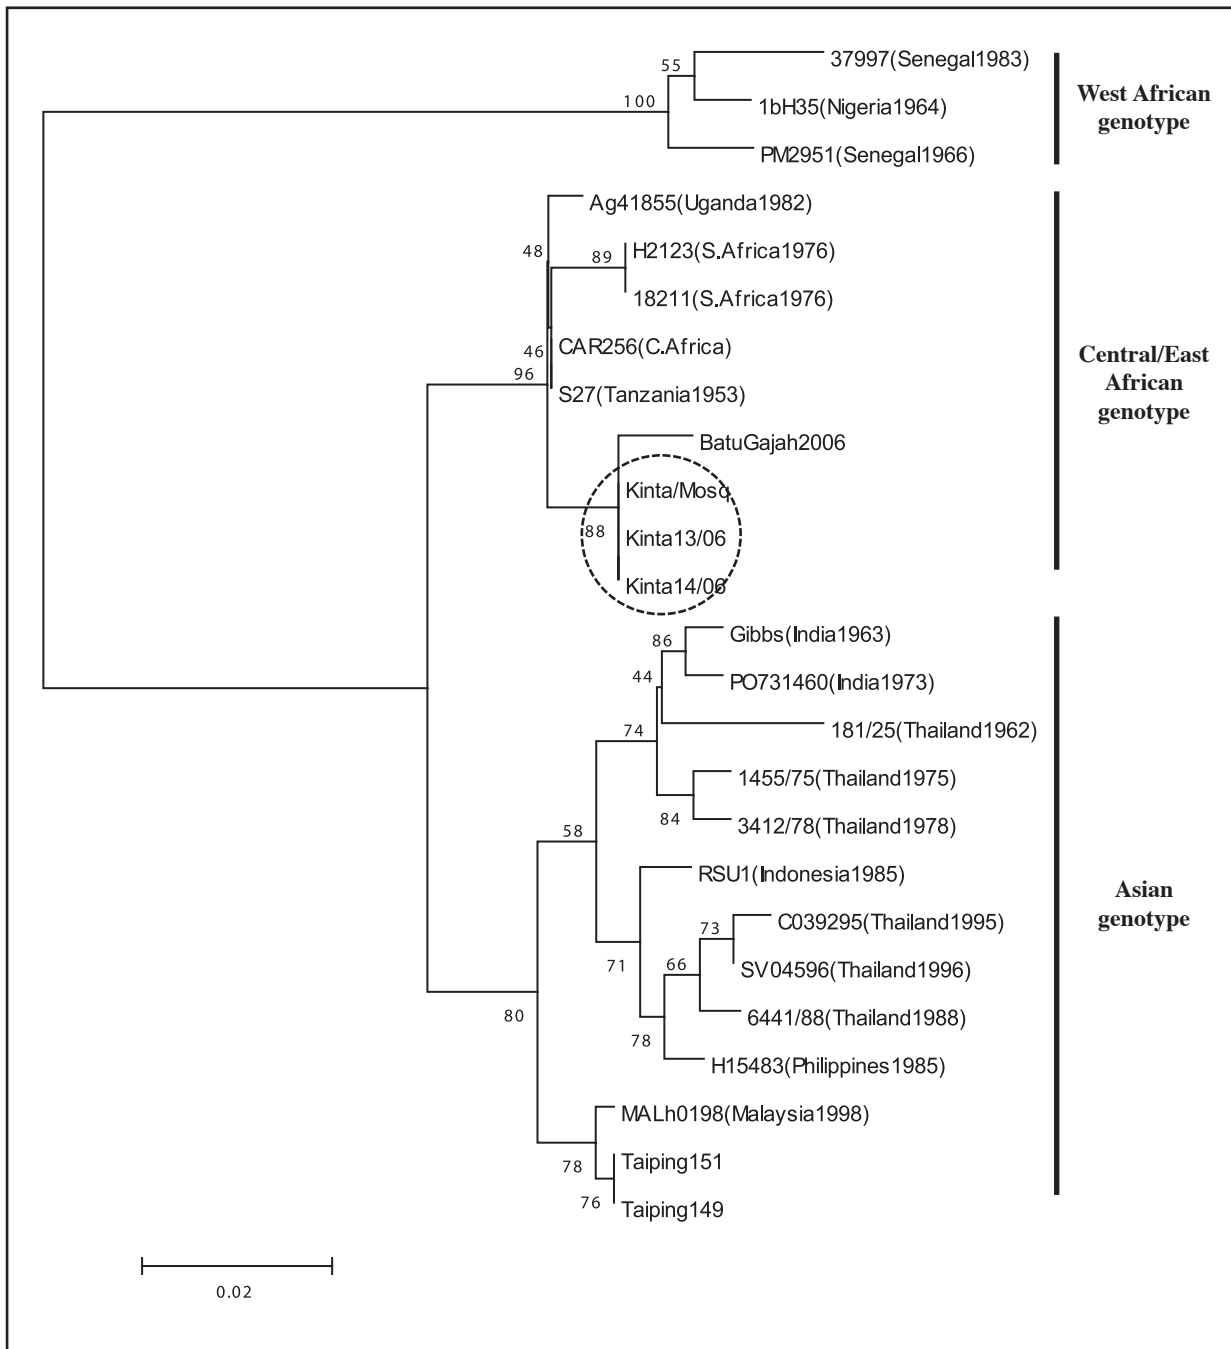 37997(Senegal1983)
55
100
1bH35(Nigeria1964)
PM2951(Senegal1966)
West African
genotype
Ag41855(Uganda1982)
48
89
H2123(S.Africa1976)
18211(S.Africa1976)
46
CAR256(C.Africa)
96
S27(Tanzania1953)
Central/East
African
genotype
BatuGajah2006
Kinta/Mosq
88
Kinta13/06
Kinta14/06
Gibbs(India1963)
86
44
PO731460(India1973)
181/25(Thailand1962)
74
1455/75(Thailand1975)
84
3412/78(Thailand1978)
58
RSU1(Indonesia1985)
C039295(Thailand1995)
73
71
66
SV04596(Thailand1996)
6441/88(Thailand1988)
78
H15483(Philippines1985)
80
Asian
genotype
MALh0198(Malaysia1998)
78
Taiping151
76
Taiping149
0.02